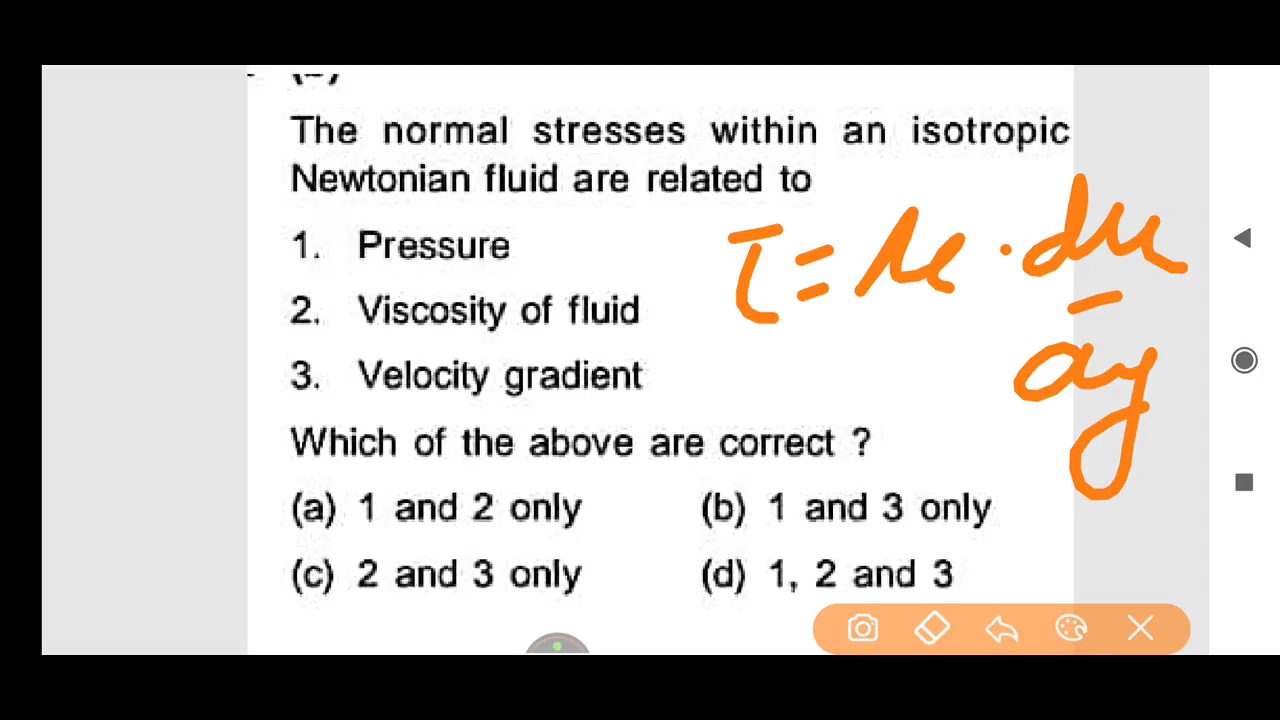 The normal stresses within an isotropic
Newtonian fluid are related to
1. Pressure
2. Viscosity of fluid
3. Velocity gradient
τ = μ . du
dy
Which of the above are correct ?
(a) 1 and 2 only (b) 1 and 3 only
(c) 2 and 3 only (d) 1, 2 and 3